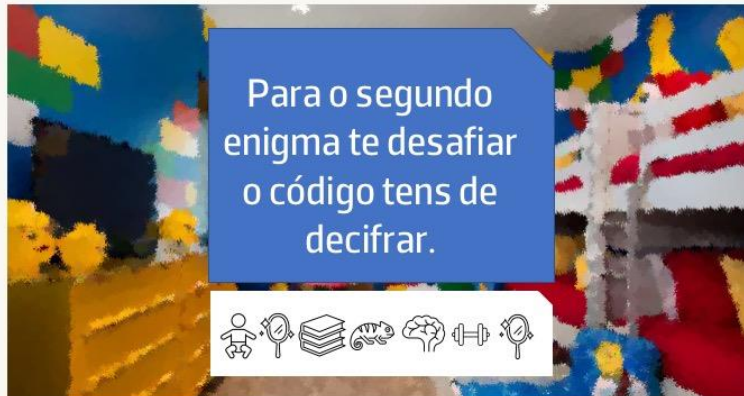 Para o segundo
enigma te desafiar
o código tens de
decifrar.